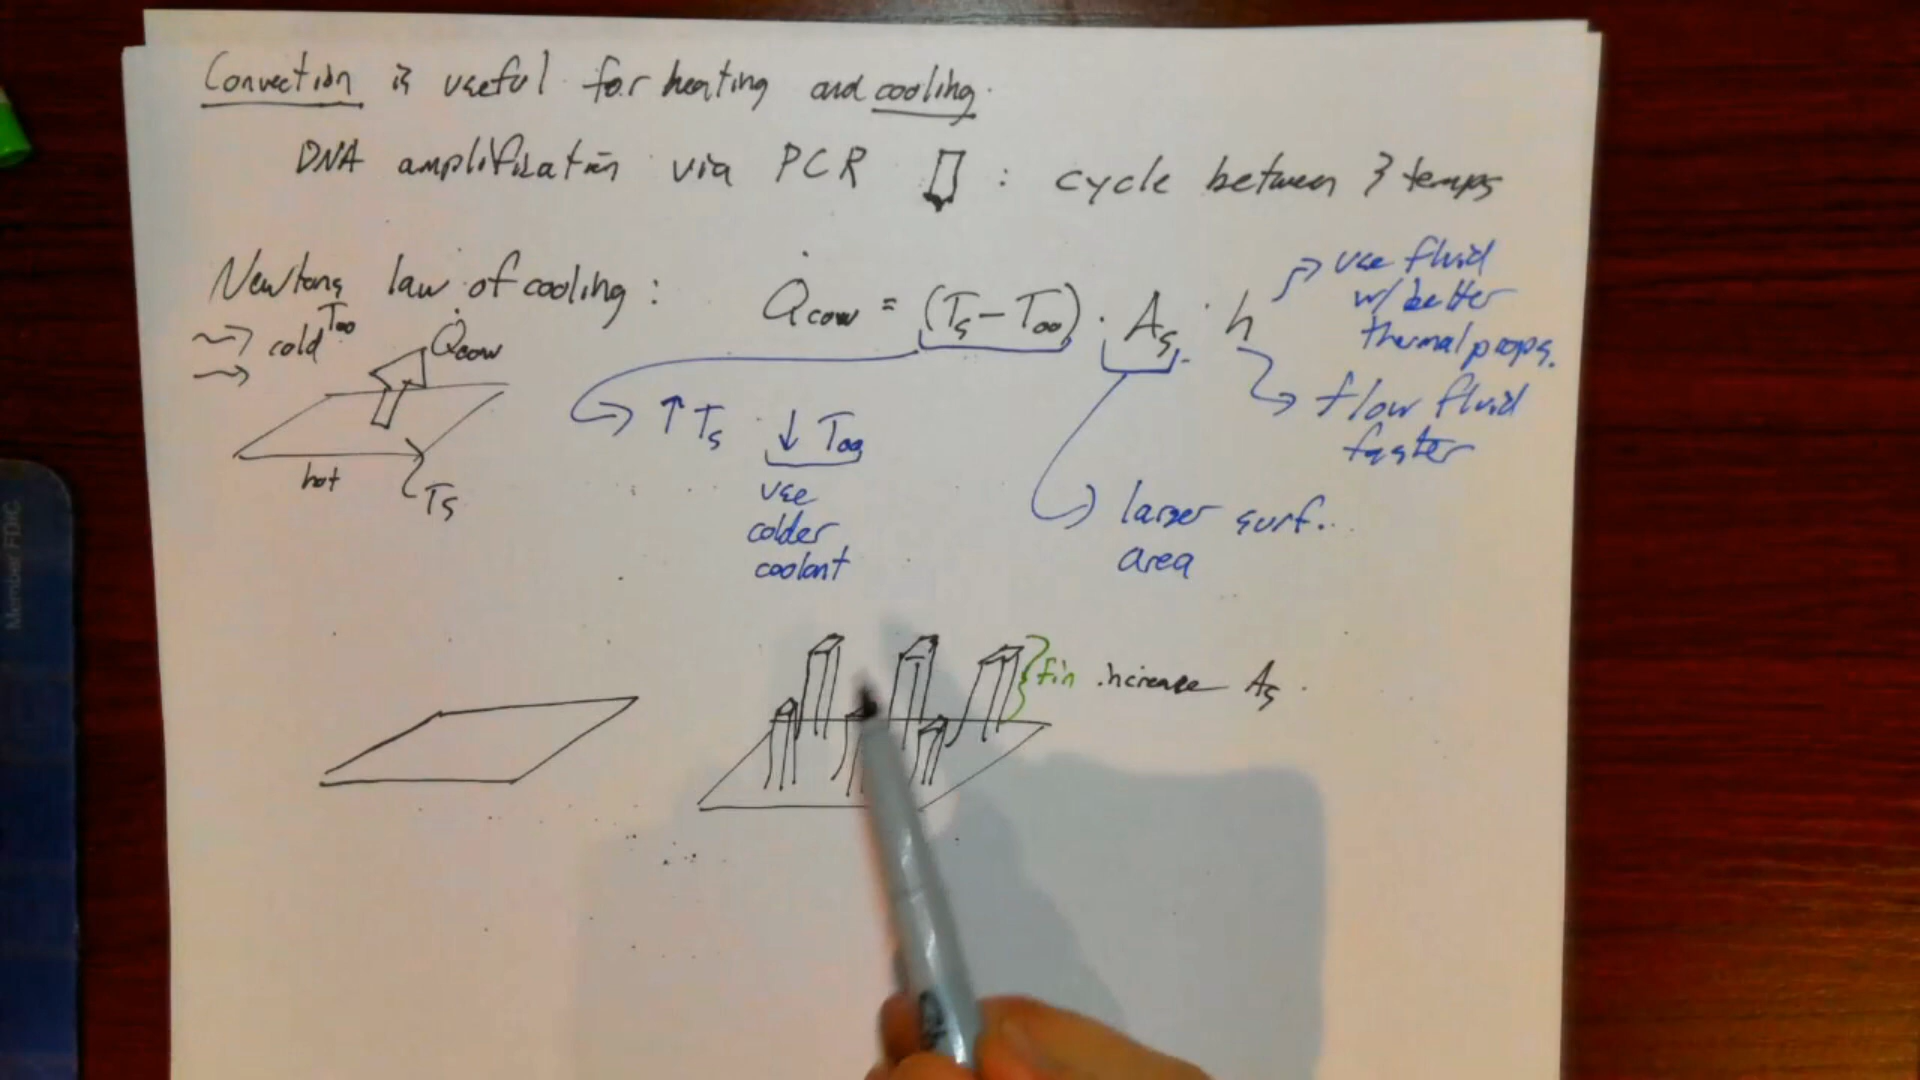 Convection is useful for heating and cooling.
DNA amplification via PCR : cycle between 3 temps
Newtons law of cooling : Q̇conv = (Ts - T∞) · As · h
use fluid
w/ better
thermal props.
flow fluid
faster
cold T∞
Q̇conv
hot
Ts
↑ Ts ↓ T∞
use
colder
coolant
larger surf.
area
fin increase As
Member FDIC